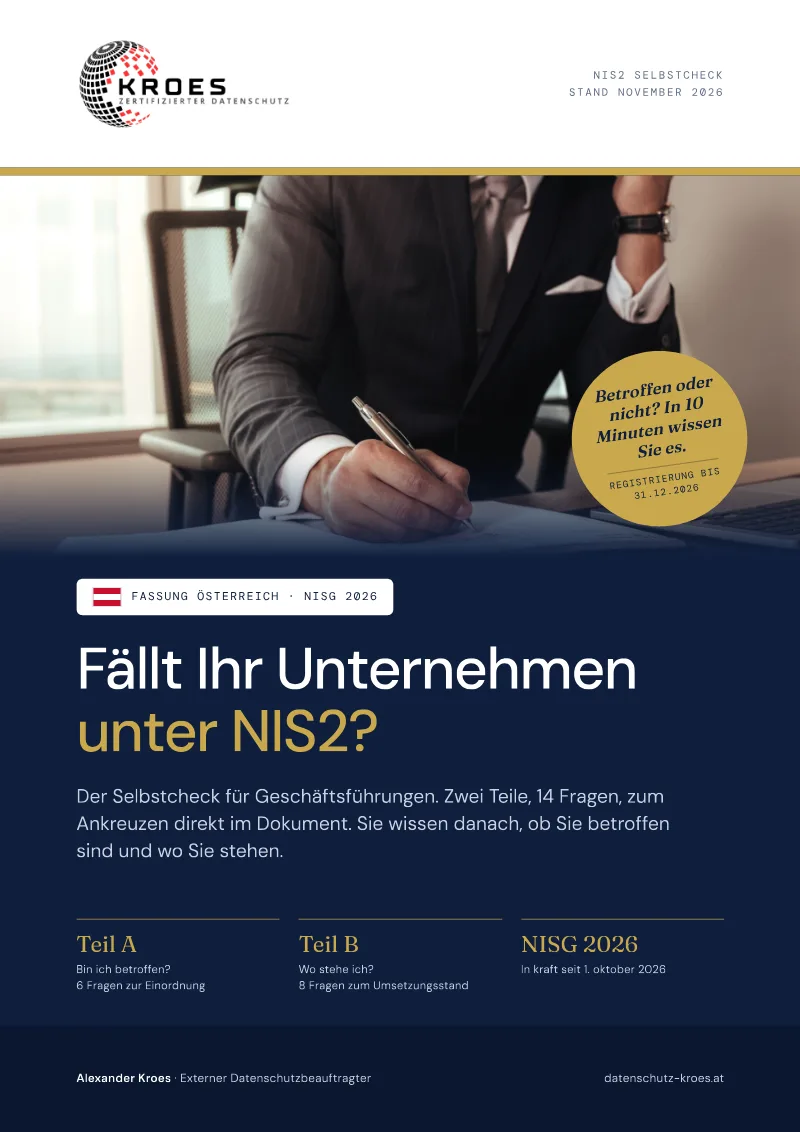 KROES
ZERTIFIZIERTER DATENSCHUTZ
NIS2 SELBSTCHECK
STAND NOVEMBER 2026
Betroffen oder
nicht? In 10
Minuten wissen
Sie es.
REGISTRIERUNG BIS
31.12.2026
FASSUNG ÖSTERREICH · NISG 2026
Fällt Ihr Unternehmen
unter NIS2?
Der Selbstcheck für Geschäftsführungen. Zwei Teile, 14 Fragen, zum
Ankreuzen direkt im Dokument. Sie wissen danach, ob Sie betroffen
sind und wo Sie stehen.
Teil A
Bin ich betroffen?
6 Fragen zur Einordnung
Teil B
Wo stehe ich?
8 Fragen zum Umsetzungsstand
NISG 2026
In kraft seit 1. oktober 2026
Alexander Kroes · Externer Datenschutzbeauftragter
datenschutz-kroes.at